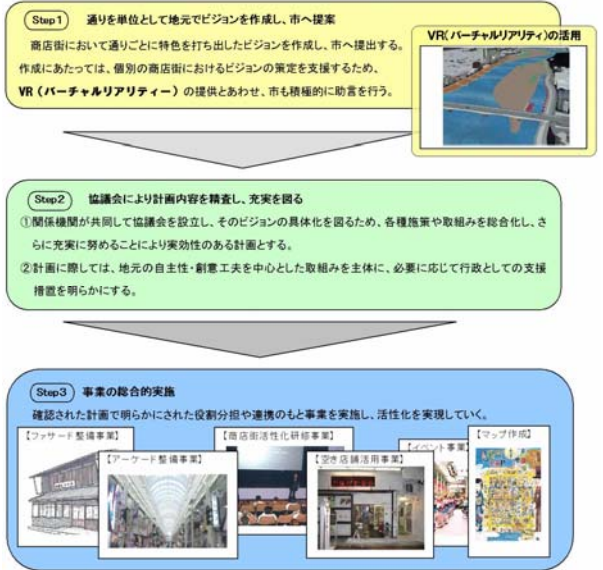 Step1 通りを単位として地元でビジョンを作成し、市へ提案
商店街において通りごとに特色を打ち出したビジョンを作成し、市へ提出する。
作成にあたっては、個別の商店街におけるビジョンの策定を支援するため、
VR(バーチャルリアリティー)の提供とあわせ、市も積極的に助言を行う。
VR(バーチャルリアリティ)の活用
Step2 協議会により計画内容を精査し、充実を図る
①関係機関が共同して協議会を設立し、そのビジョンの具体化を図るため、各種施策や取組みを総合化し、さ
らに充実に努めることにより実効性のある計画とする。
②計画に際しては、地元の自主性・創意工夫を中心とした取組みを主体に、必要に応じて行政としての支援
措置を明らかにする。
Step3 事業の総合的実施
確認された計画で明らかにされた役割分担や連携のもと事業を実施し、活性化を実現していく。
【ファサード整備事業】
【アーケード整備事業】
【商店街活性化研修事業】
【空き店舗活用事業】
【イベント事業】
【マップ作成】